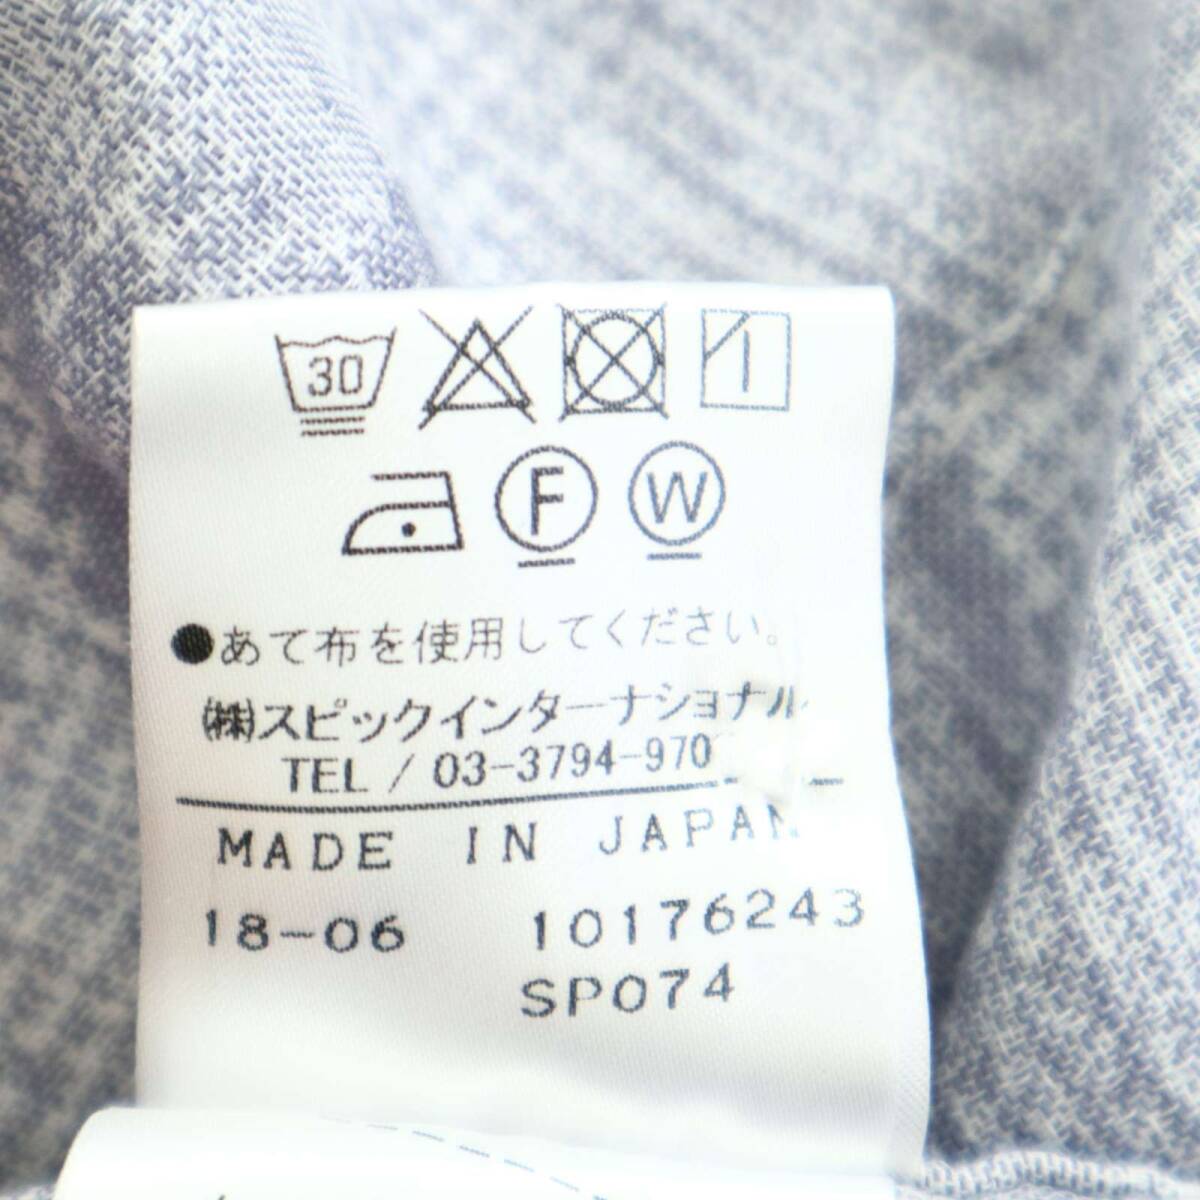 30
F W
●あて布を使用してください。
(株)スピックインターナショナル
TEL / 03-3794-970
MADE IN JAPAN
18-06 10176243
SP074